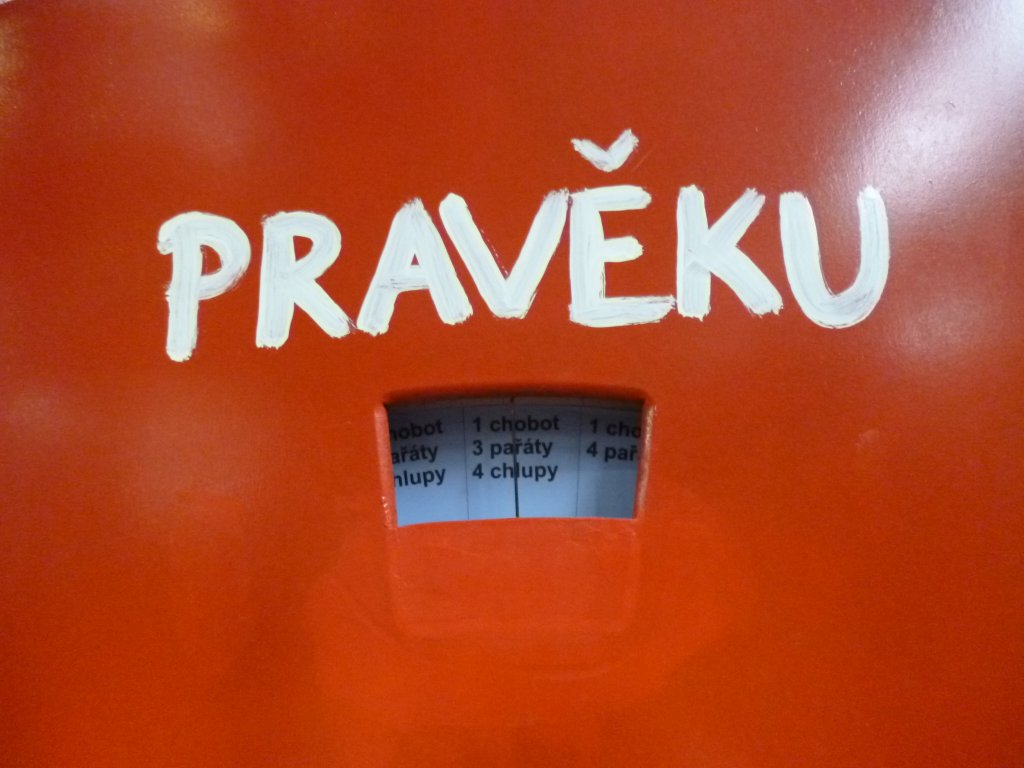 PRAVĚKU
1 chobot
3 pařáty
4 chlupy